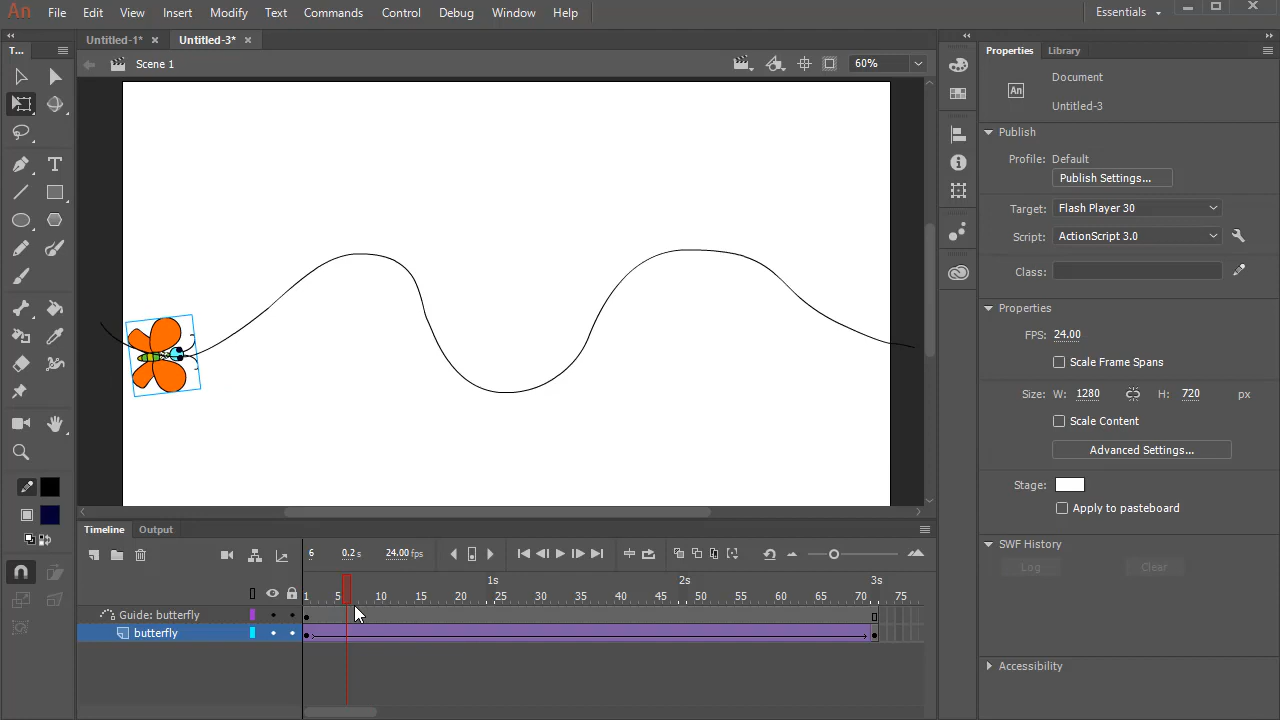 An File Edit View Insert Modify Text Commands Control Debug Window Help Essentials
Untitled-1* Untitled-3*
T... Scene 1 60%
Properties Library
An Document
Untitled-3
Publish
Profile: Default
Publish Settings...
Target: Flash Player 30
Script: ActionScript 3.0
Class:
Properties
FPS: 24.00
Scale Frame Spans
Size: W: 1280 H: 720 px
Scale Content
Advanced Settings...
Stage:
Apply to pasteboard
SWF History
Log Clear
Accessibility
Timeline Output
6 0.2 s 24.00 fps
1s 2s 3s
1 5 10 15 20 25 30 35 40 45 50 55 60 65 70 75
Guide: butterfly
butterfly